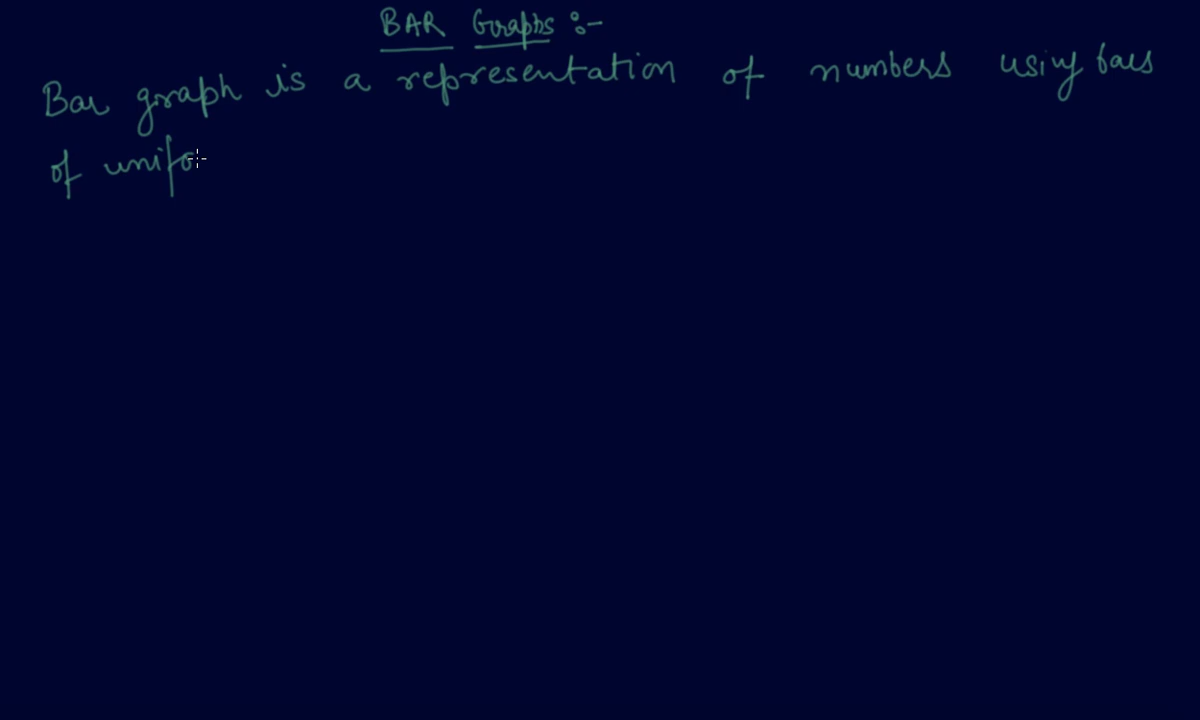 BAR Graphs :-
Bar graph is a representation of numbers using bars
of unifo